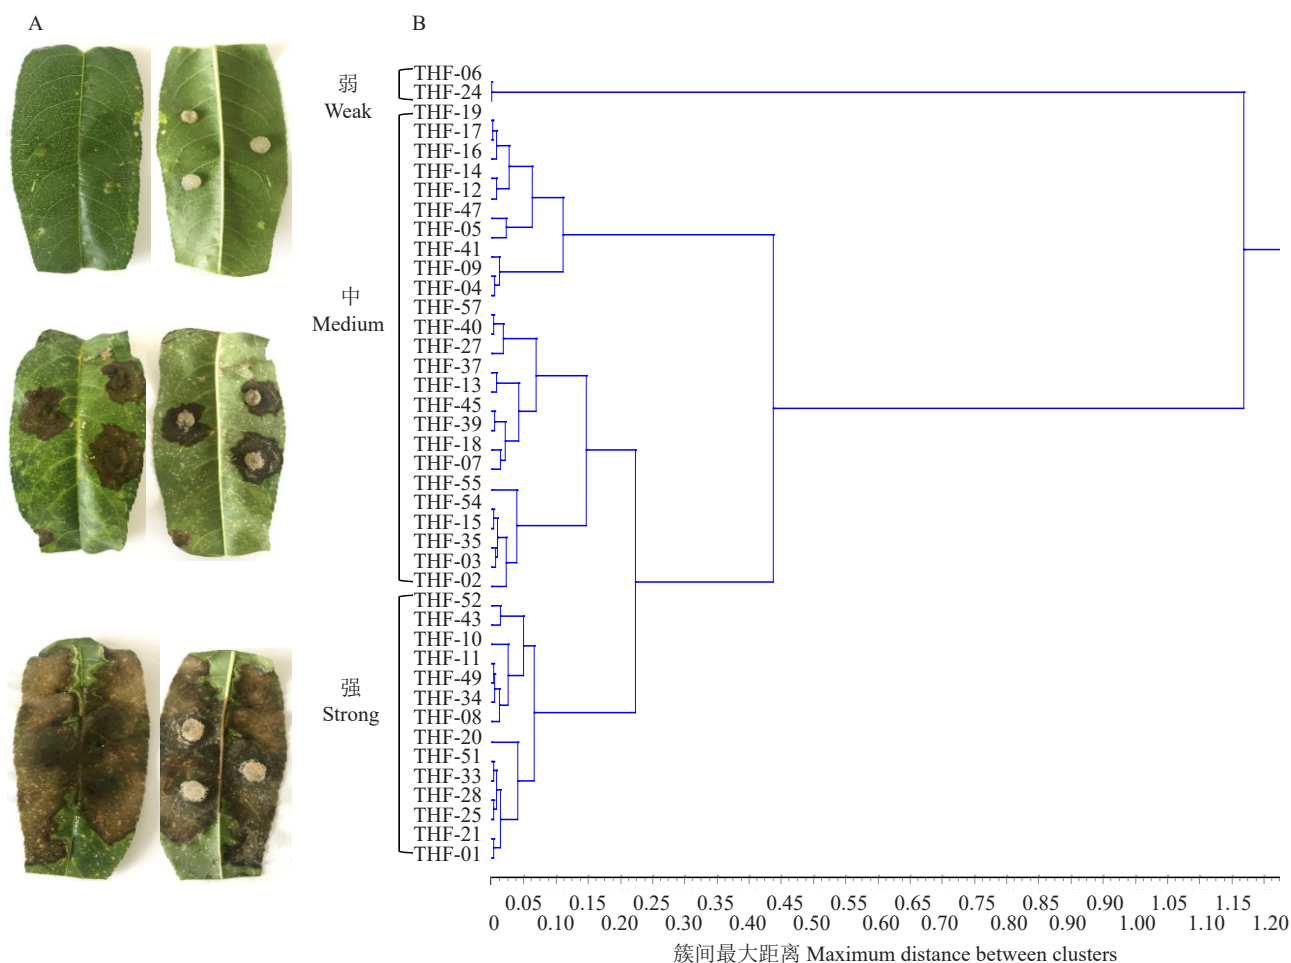 A
B
弱
Weak
中
Medium
强
Strong
THF-06
THF-24
THF-19
THF-17
THF-16
THF-14
THF-12
THF-47
THF-05
THF-41
THF-09
THF-04
THF-57
THF-40
THF-27
THF-37
THF-13
THF-45
THF-39
THF-18
THF-07
THF-55
THF-54
THF-15
THF-35
THF-03
THF-02
THF-52
THF-43
THF-10
THF-11
THF-49
THF-34
THF-08
THF-20
THF-51
THF-33
THF-28
THF-25
THF-21
THF-01
0.05 0.15 0.25 0.35 0.45 0.55 0.65 0.75 0.85 0.95 1.05 1.15
0 0.10 0.20 0.30 0.40 0.50 0.60 0.70 0.80 0.90 1.00 1.10 1.20
簇间最大距离 Maximum distance between clusters